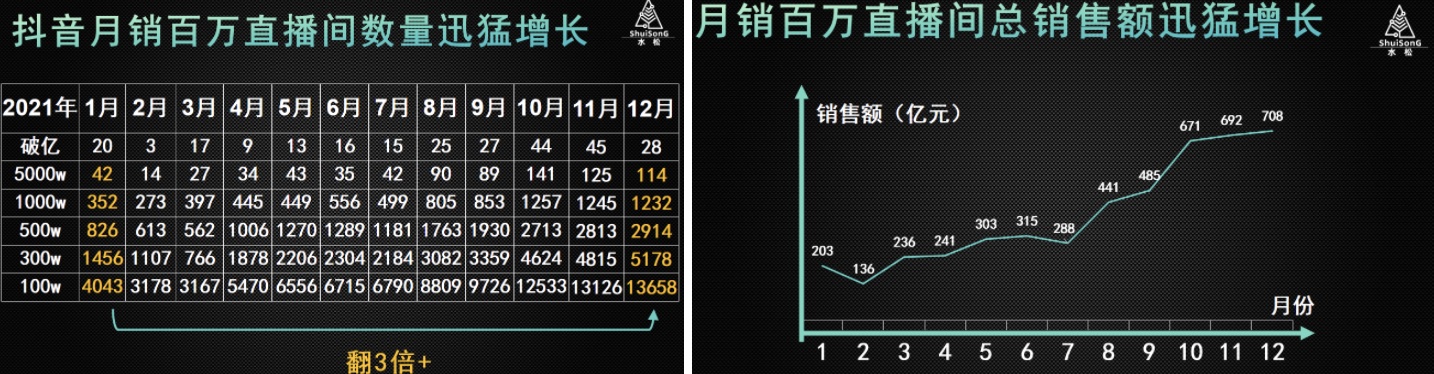 抖音月销百万直播间数量迅猛增长
ShuiSonG
水松
2021年 1月 2月 3月 4月 5月 6月 7月 8月 9月 10月 11月 12月
破亿 20 3 17 9 13 16 15 25 27 44 45 28
5000w 42 14 27 34 43 35 42 90 89 141 125 114
1000w 352 273 397 445 449 556 499 805 853 1257 1245 1232
500w 826 613 562 1006 1270 1289 1181 1763 1930 2713 2813 2914
300w 1456 1107 766 1878 2206 2304 2184 3082 3359 4624 4815 5178
100w 4043 3178 3167 5470 6556 6715 6790 8809 9726 12533 13126 13658
翻3倍+
月销百万直播间总销售额迅猛增长
ShuiSonG
水松
销售额（亿元）
203 136 236 241 303 315 288 441 485 671 692 708
月份
1 2 3 4 5 6 7 8 9 10 11 12